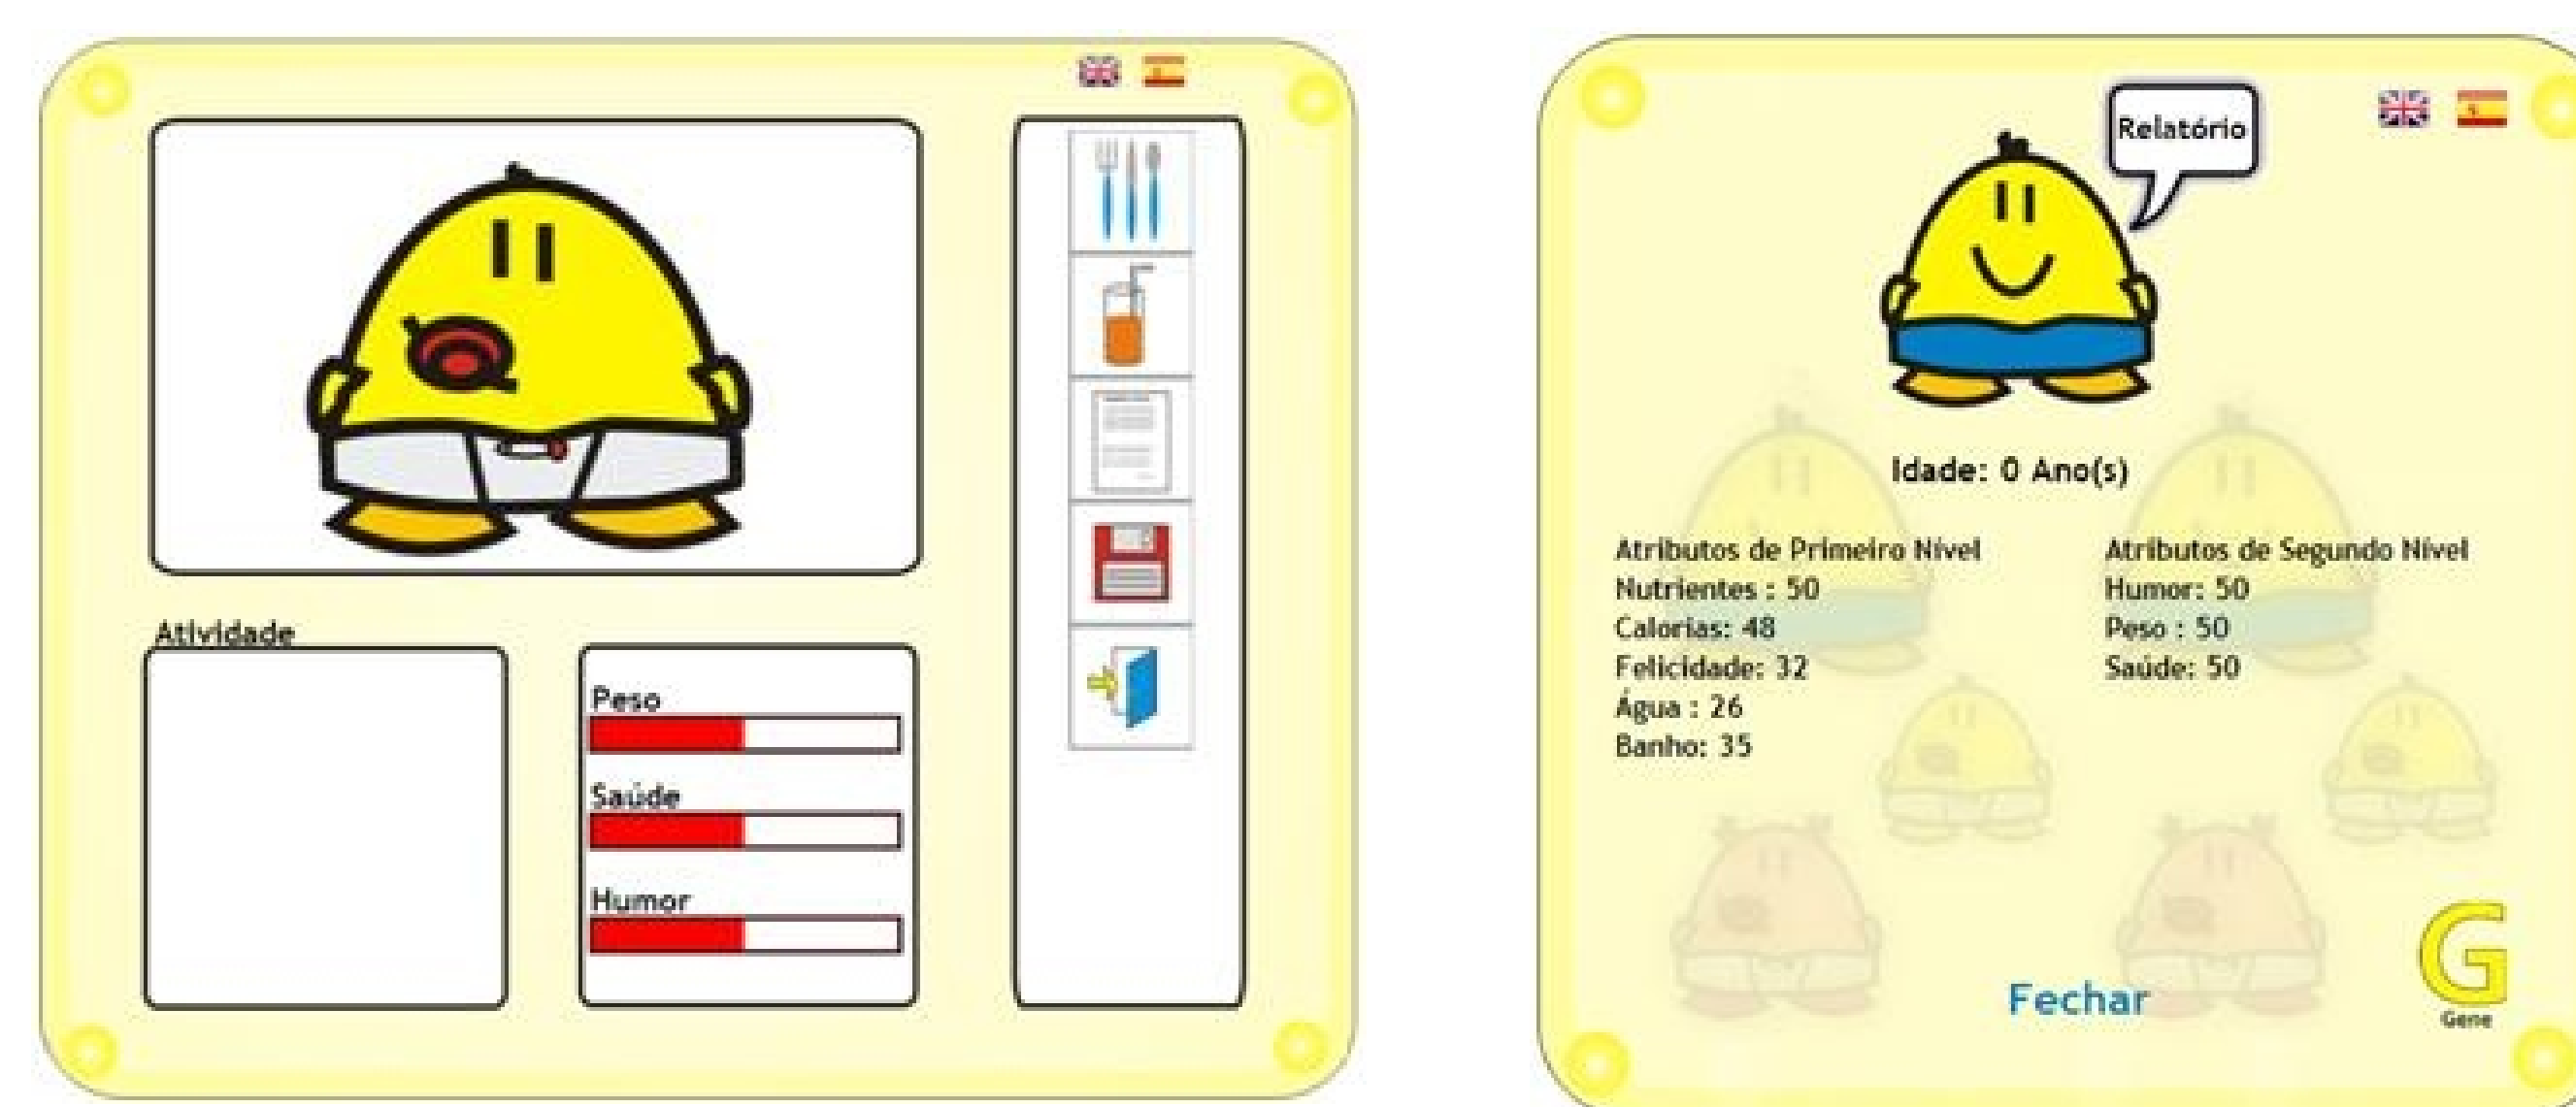 Atividade
Peso
Saúde
Humor
Relatório
Idade: 0 Ano(s)
Atributos de Primeiro Nível
Nutrientes : 50
Calorias: 48
Felicidade: 32
Água : 26
Banho: 35
Atributos de Segundo Nível
Humor: 50
Peso : 50
Saúde: 50
Fechar
G
Gene